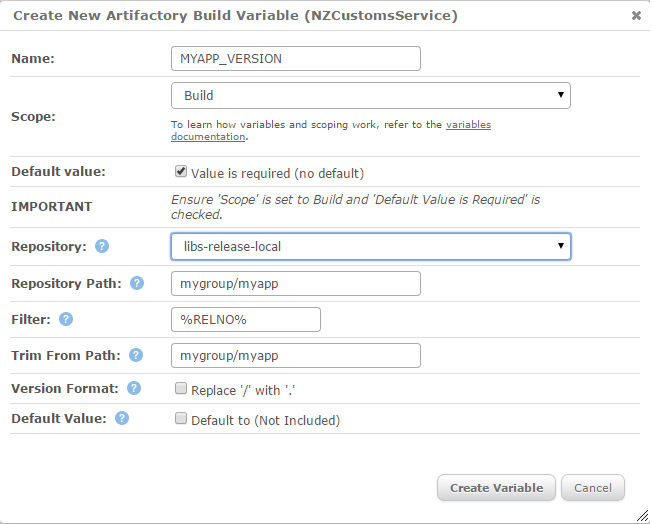 Create New Artifactory Build Variable (NZCustomsService)
Name: MYAPP_VERSION
Scope: Build
To learn how variables and scoping work, refer to the variables
documentation.
Default value: Value is required (no default)
IMPORTANT Ensure 'Scope' is set to Build and 'Default Value is Required' is
checked.
Repository: ? libs-release-local
Repository Path: ? mygroup/myapp
Filter: ? %RELNO%
Trim From Path: ? mygroup/myapp
Version Format: ? Replace '/' with '.'
Default Value: ? Default to (Not Included)
Create Variable Cancel